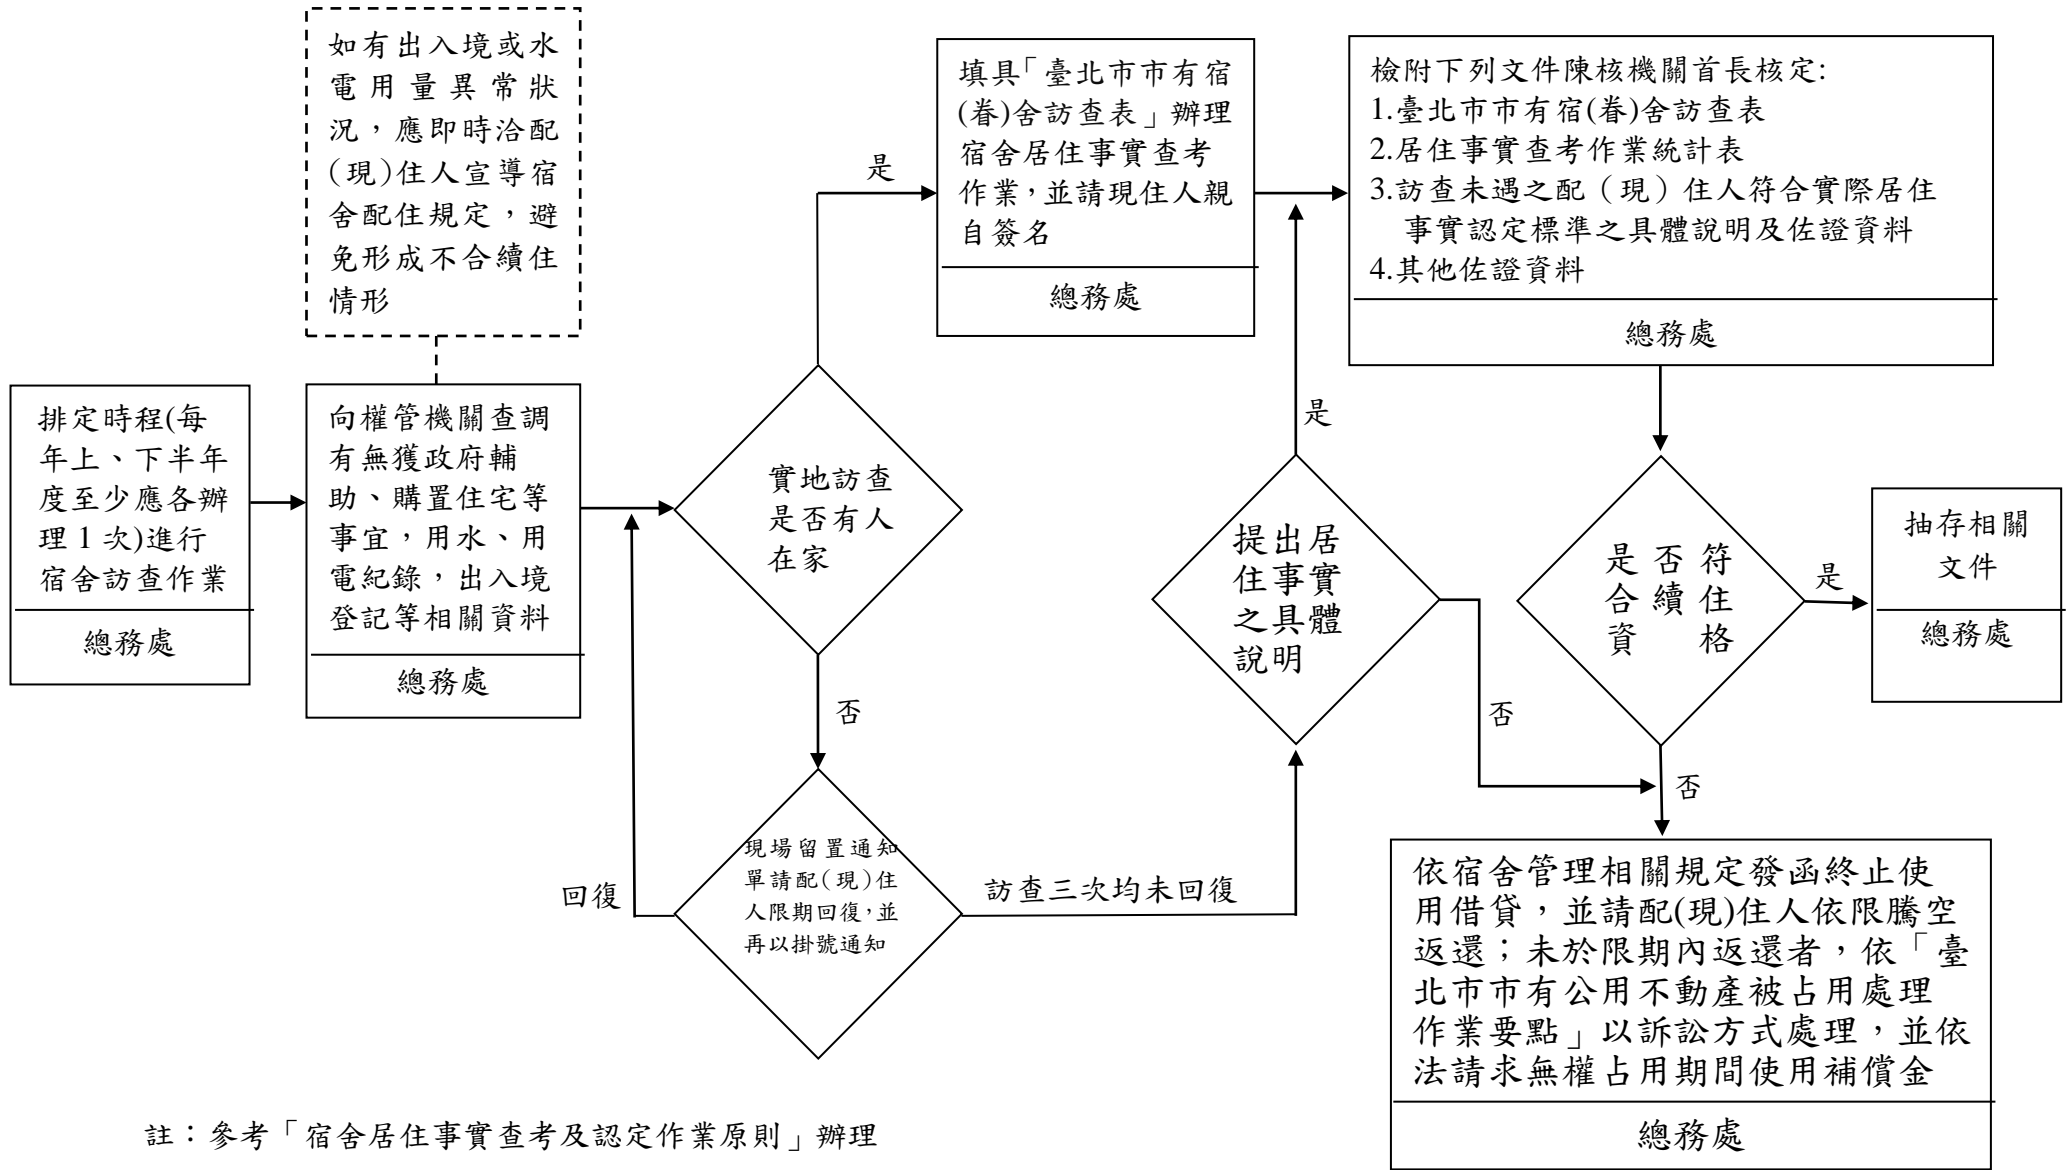 如有出入境或水
電用量異常狀
況，應即時洽配
(現)住人宣導宿
舍配住規定，避
免形成不合續住
情形
排定時程(每
年上、下半年
度至少應各辦
理1次)進行
宿舍訪查作業
總務處
向權管機關查調
有無獲政府輔
助、購置住宅等
事宜，用水、用
電紀錄，出入境
登記等相關資料
總務處
實地訪查
是否有人
在家
是
否
現場留置通知
單請配(現)住
人限期回復，並
再以掛號通知
回復
訪查三次均未回復
填具「臺北市市有宿
(眷)舍訪查表」辦理
宿舍居住事實查考
作業，並請現住人親
自簽名
總務處
提出居
住事實
之具體
說明
是
否
檢附下列文件陳核機關首長核定:
1.臺北市市有宿(眷)舍訪查表
2.居住事實查考作業統計表
3.訪查未遇之配（現）住人符合實際居住
事實認定標準之具體說明及佐證資料
4.其他佐證資料
總務處
是否符
合續住
資格
是
否
抽存相關
文件
總務處
依宿舍管理相關規定發函終止使
用借貸，並請配(現)住人依限騰空
返還；未於限期內返還者，依「臺
北市市有公用不動產被占用處理
作業要點」以訴訟方式處理，並依
法請求無權占用期間使用補償金
總務處
註：參考「宿舍居住事實查考及認定作業原則」辦理